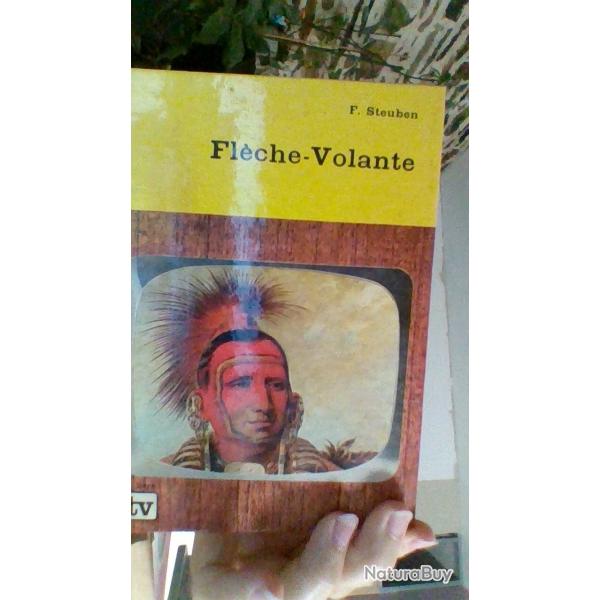 F. Steuben
Flèche-Volante
tv
NaturaBuy